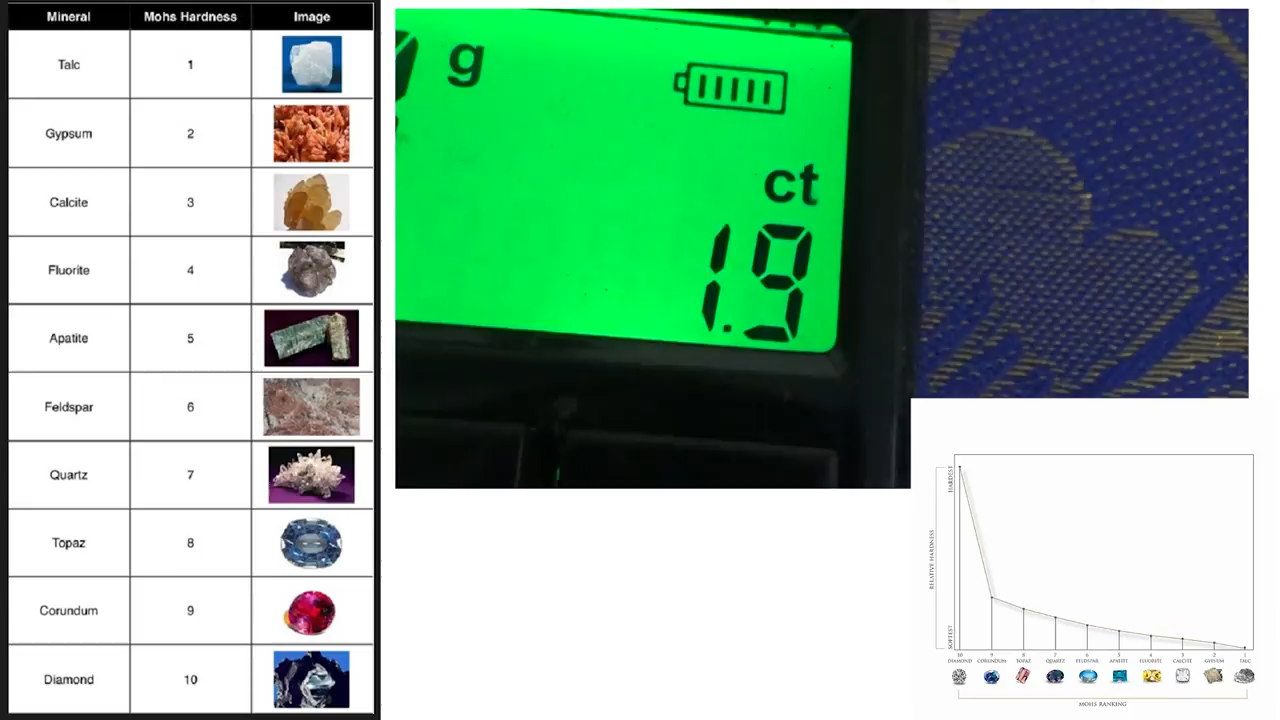 Mineral Mohs Hardness Image
Talc 1
Gypsum 2
Calcite 3
Fluorite 4
Apatite 5
Feldspar 6
Quartz 7
Topaz 8
Corundum 9
Diamond 10
g
ct
1.9
HARDEST
RELATIVE HARDNESS
SOFTEST
10 9 8 7 6 5 4 3 2 1
DIAMOND CORUNDUM TOPAZ QUARTZ FELDSPAR APATITE FLUORITE CALCITE GYPSUM TALC
MOHS RANKING